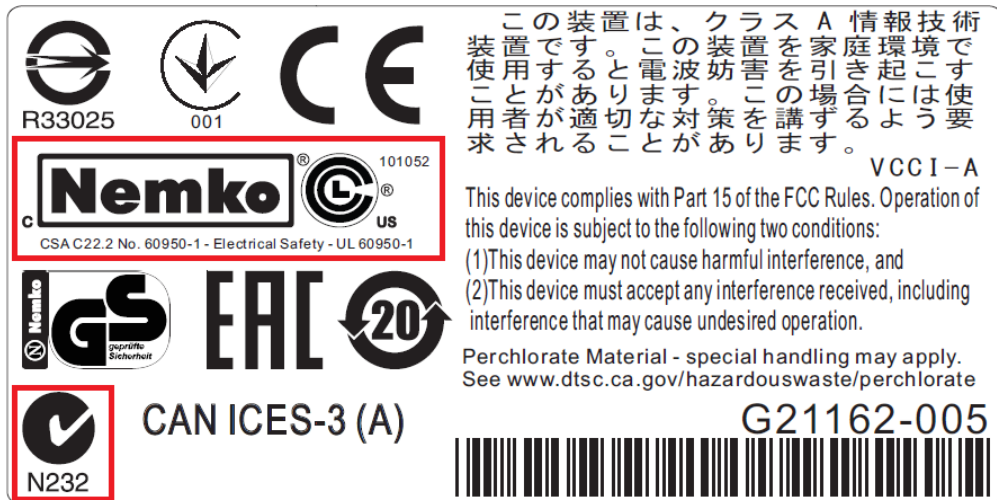 R33025
001
CE
Nemko® CL® 101052
C US
CSA C22.2 No. 60950-1 - Electrical Safety - UL 60950-1
N Nemko
GS
geprüfte
Sicherheit
EAC
20
N232
CAN ICES-3 (A)
この装置は、クラス A 情報技術
装置です。この装置を家庭環境で
使用すると電波妨害を引き起こす
ことがあります。この場合には使
用者が適切な対策を講ずるよう要
求されることがあります。
VCCI-A
This device complies with Part 15 of the FCC Rules. Operation of
this device is subject to the following two conditions:
(1)This device may not cause harmful interference, and
(2)This device must accept any interference received, including
interference that may cause undesired operation.
Perchlorate Material - special handling may apply.
See www.dtsc.ca.gov/hazardouswaste/perchlorate
G21162-005